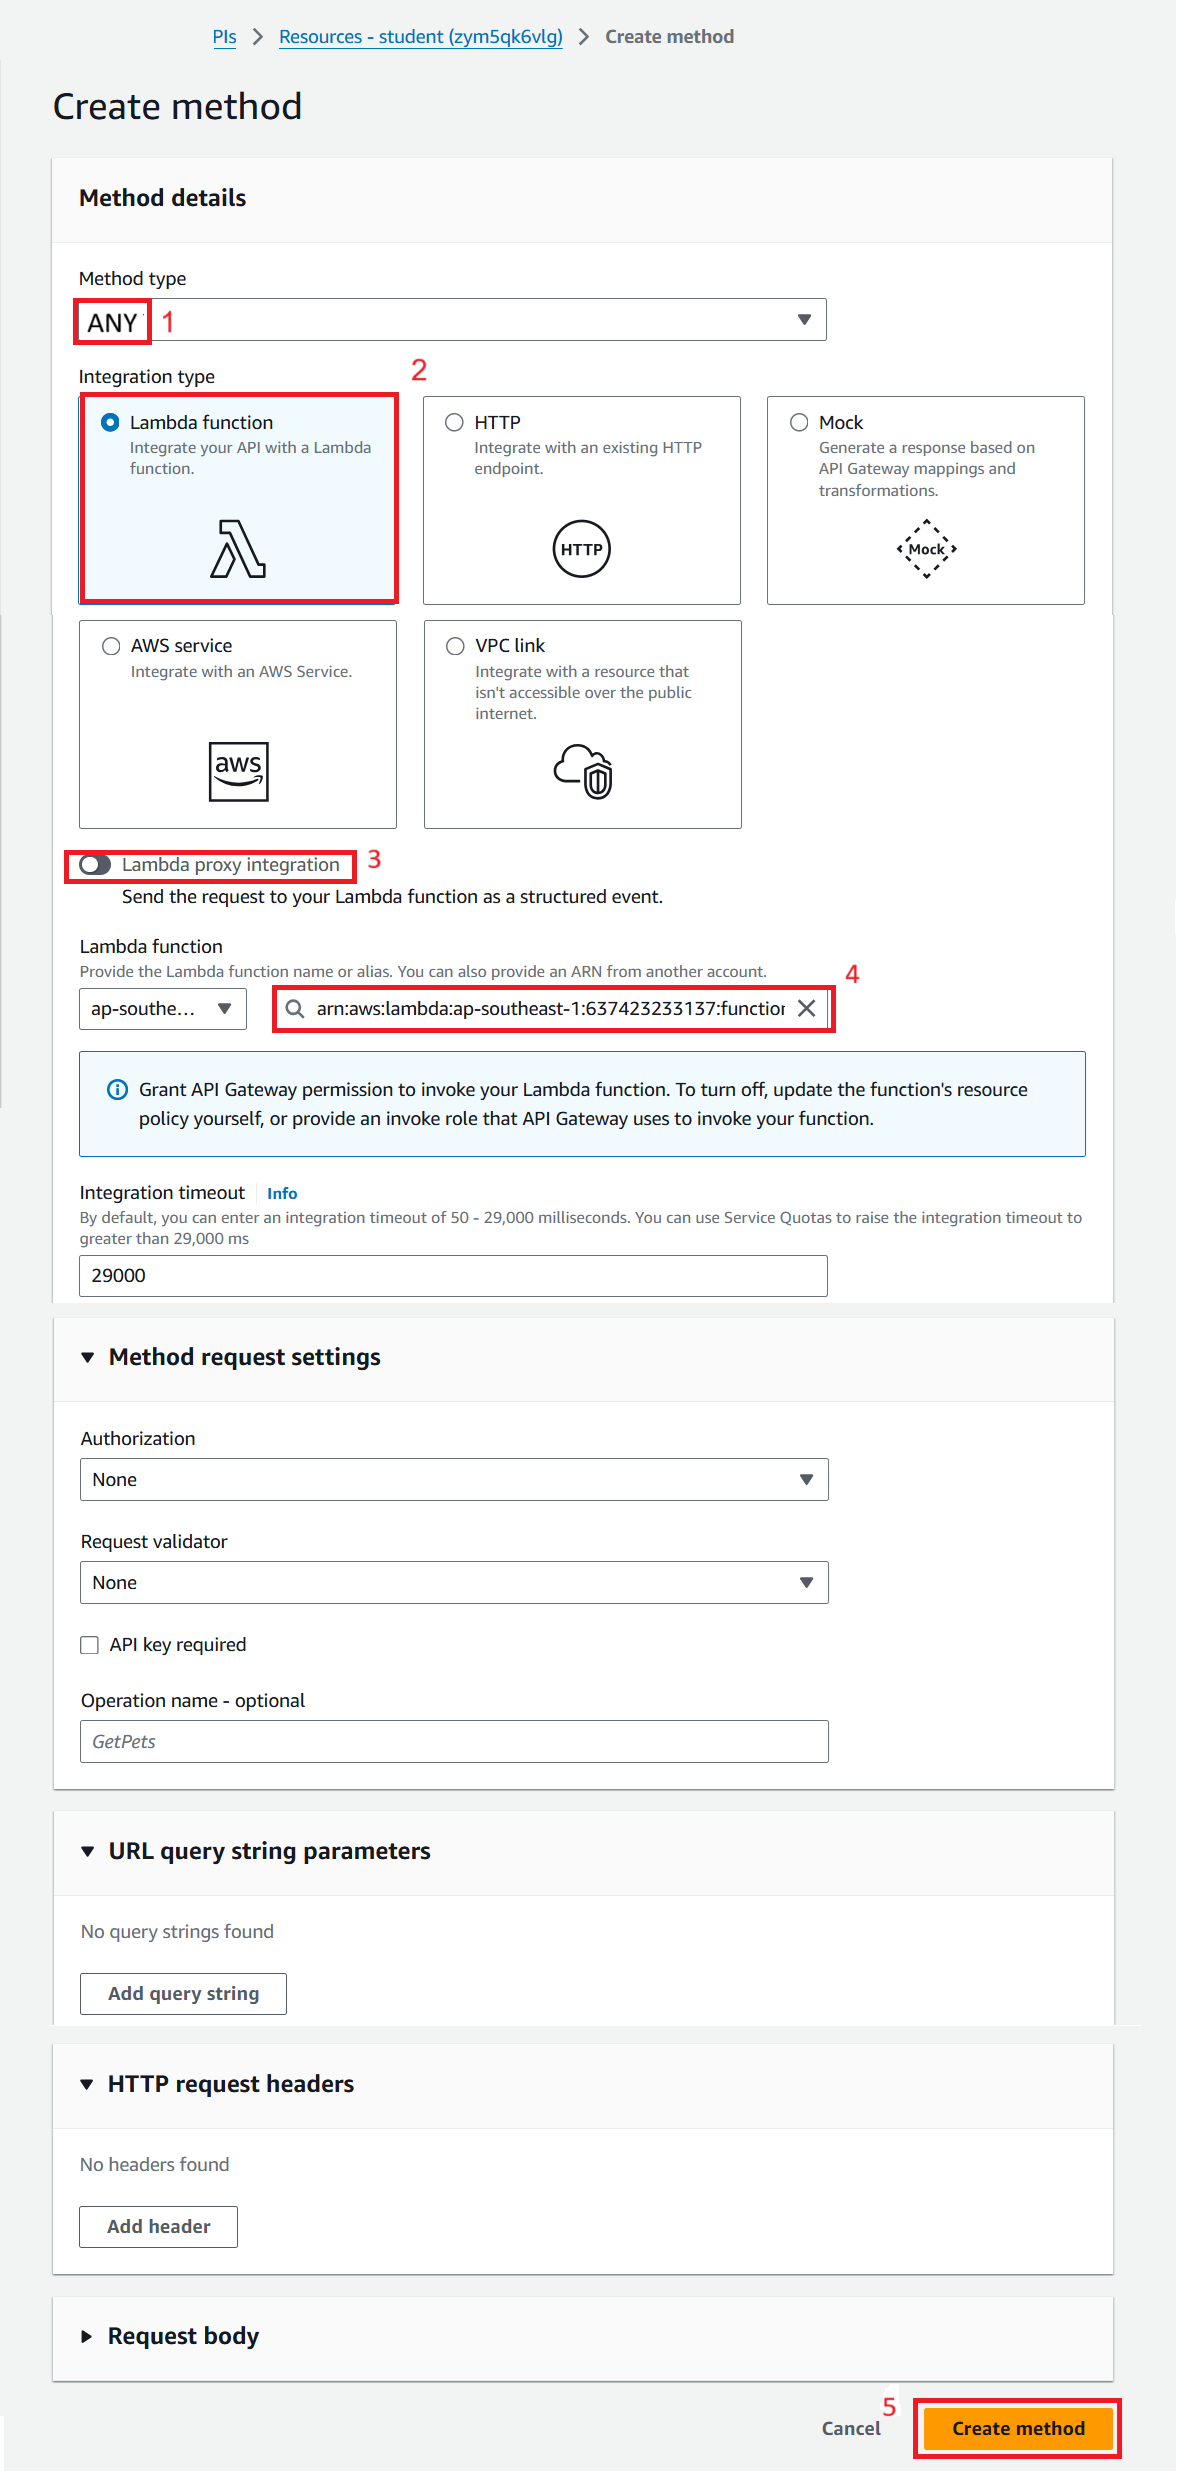 PIs > Resources - student (zym5qk6vlg) > Create method
Create method
Method details
Method type
ANY 1
Integration type 2
Lambda function
Integrate your API with a Lambda
function.
HTTP
Integrate with an existing HTTP
endpoint.
HTTP
Mock
Generate a response based on
API Gateway mappings and
transformations.
Mock
AWS service
Integrate with an AWS Service.
aws
VPC link
Integrate with a resource that
isn't accessible over the public
internet.
Lambda proxy integration 3
Send the request to your Lambda function as a structured event.
Lambda function
Provide the Lambda function name or alias. You can also provide an ARN from another account.
4
ap-southe...
arn:aws:lambda:ap-southeast-1:637423233137:function
Grant API Gateway permission to invoke your Lambda function. To turn off, update the function's resource
policy yourself, or provide an invoke role that API Gateway uses to invoke your function.
Integration timeout Info
By default, you can enter an integration timeout of 50 - 29,000 milliseconds. You can use Service Quotas to raise the integration timeout to
greater than 29,000 ms
29000
Method request settings
Authorization
None
Request validator
None
API key required
Operation name - optional
GetPets
URL query string parameters
No query strings found
Add query string
HTTP request headers
No headers found
Add header
Request body
5
Cancel
Create method